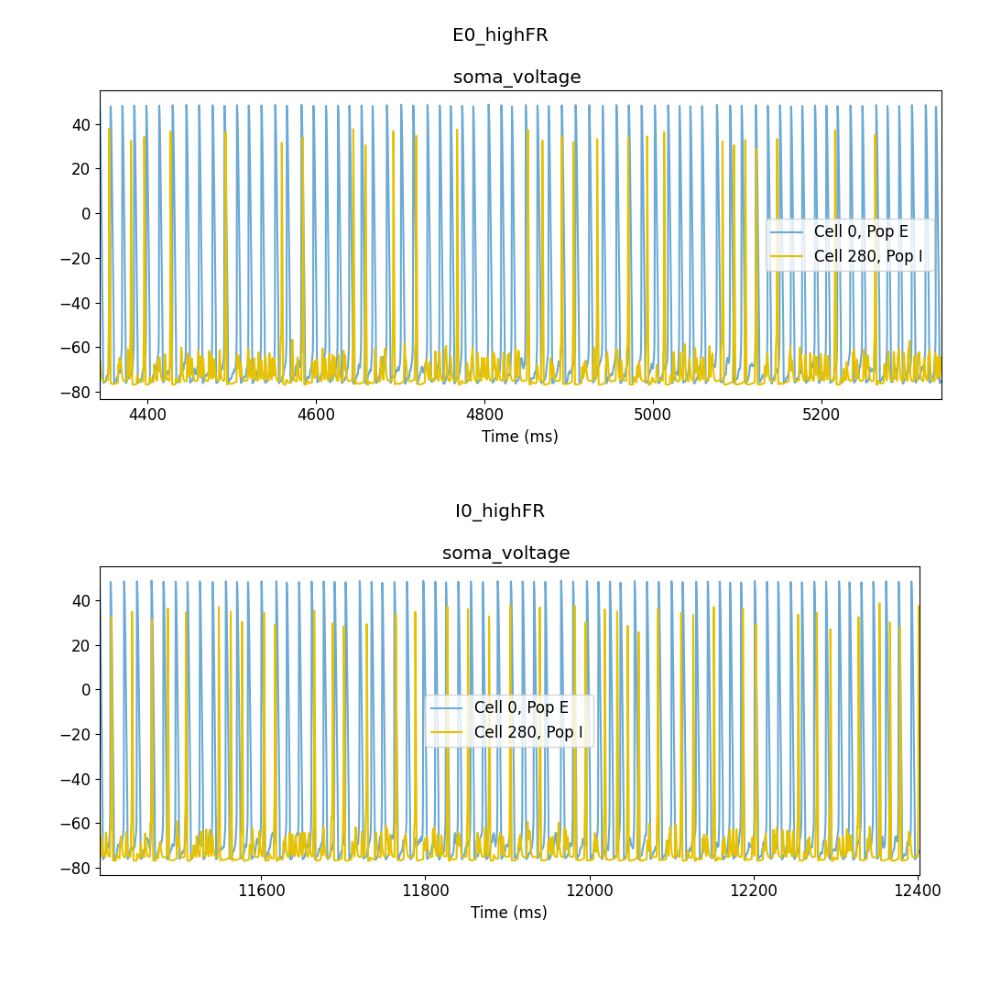 E0_highFR
soma_voltage
40
20
0
−20
−40
−60
−80
Cell 0, Pop E
Cell 280, Pop I
4400 4600 4800 5000 5200
Time (ms)
I0_highFR
soma_voltage
40
20
0
−20
−40
−60
−80
Cell 0, Pop E
Cell 280, Pop I
11600 11800 12000 12200 12400
Time (ms)